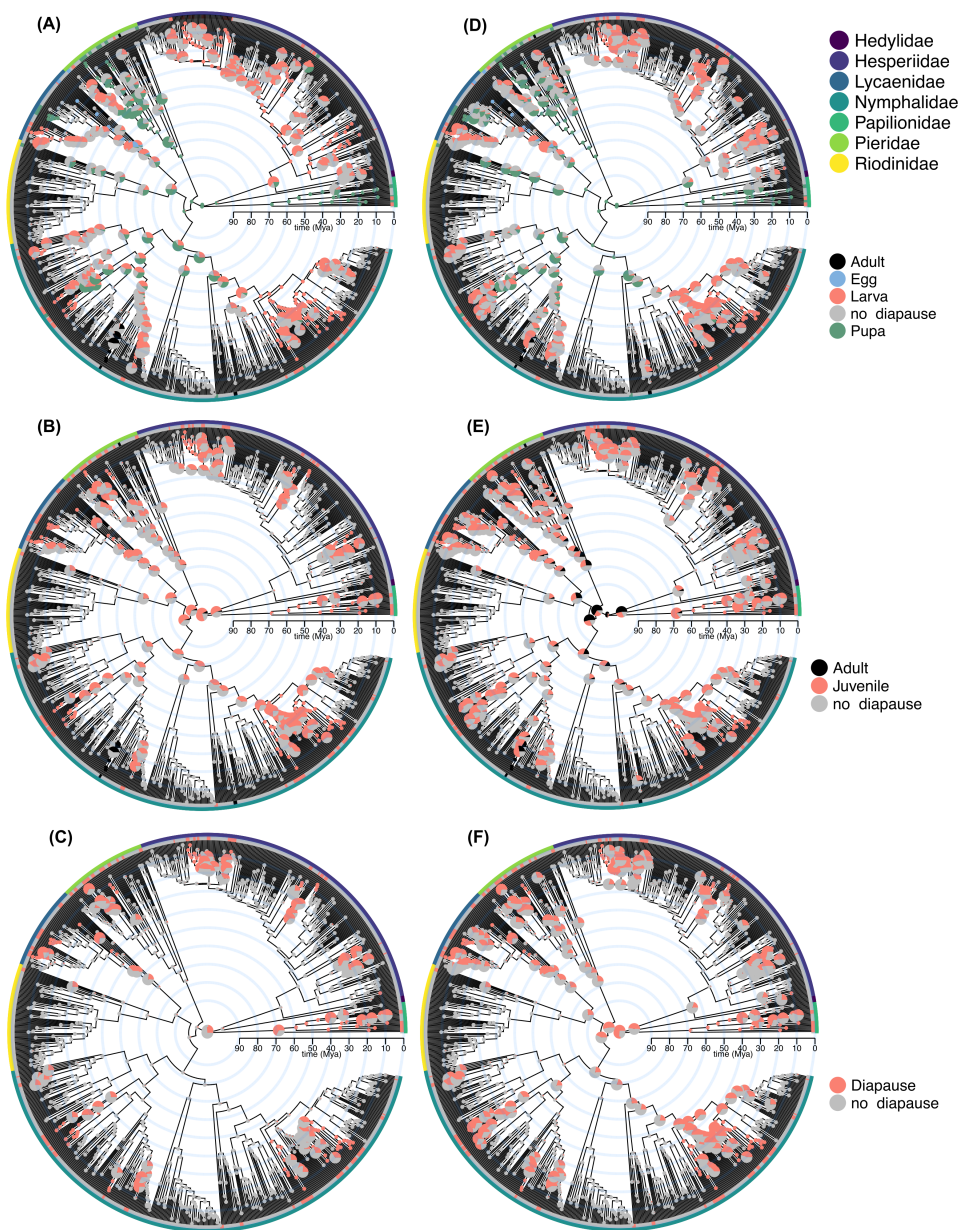 (A)
(D)
Hedylidae
Hesperiidae
Lycaenidae
Nymphalidae
Papilionidae
Pieridae
Riodinidae
90 80 70 60 50 40 30 20 10 0
time (Mya)
90 80 70 60 50 40 30 20 10 0
time (Mya)
Adult
Egg
Larva
no diapause
Pupa
(B)
(E)
90 80 70 60 50 40 30 20 10 0
time (Mya)
90 80 70 60 50 40 30 20 10 0
time (Mya)
Adult
Juvenile
no diapause
(C)
(F)
90 80 70 60 50 40 30 20 10 0
time (Mya)
90 80 70 60 50 40 30 20 10 0
time (Mya)
Diapause
no diapause